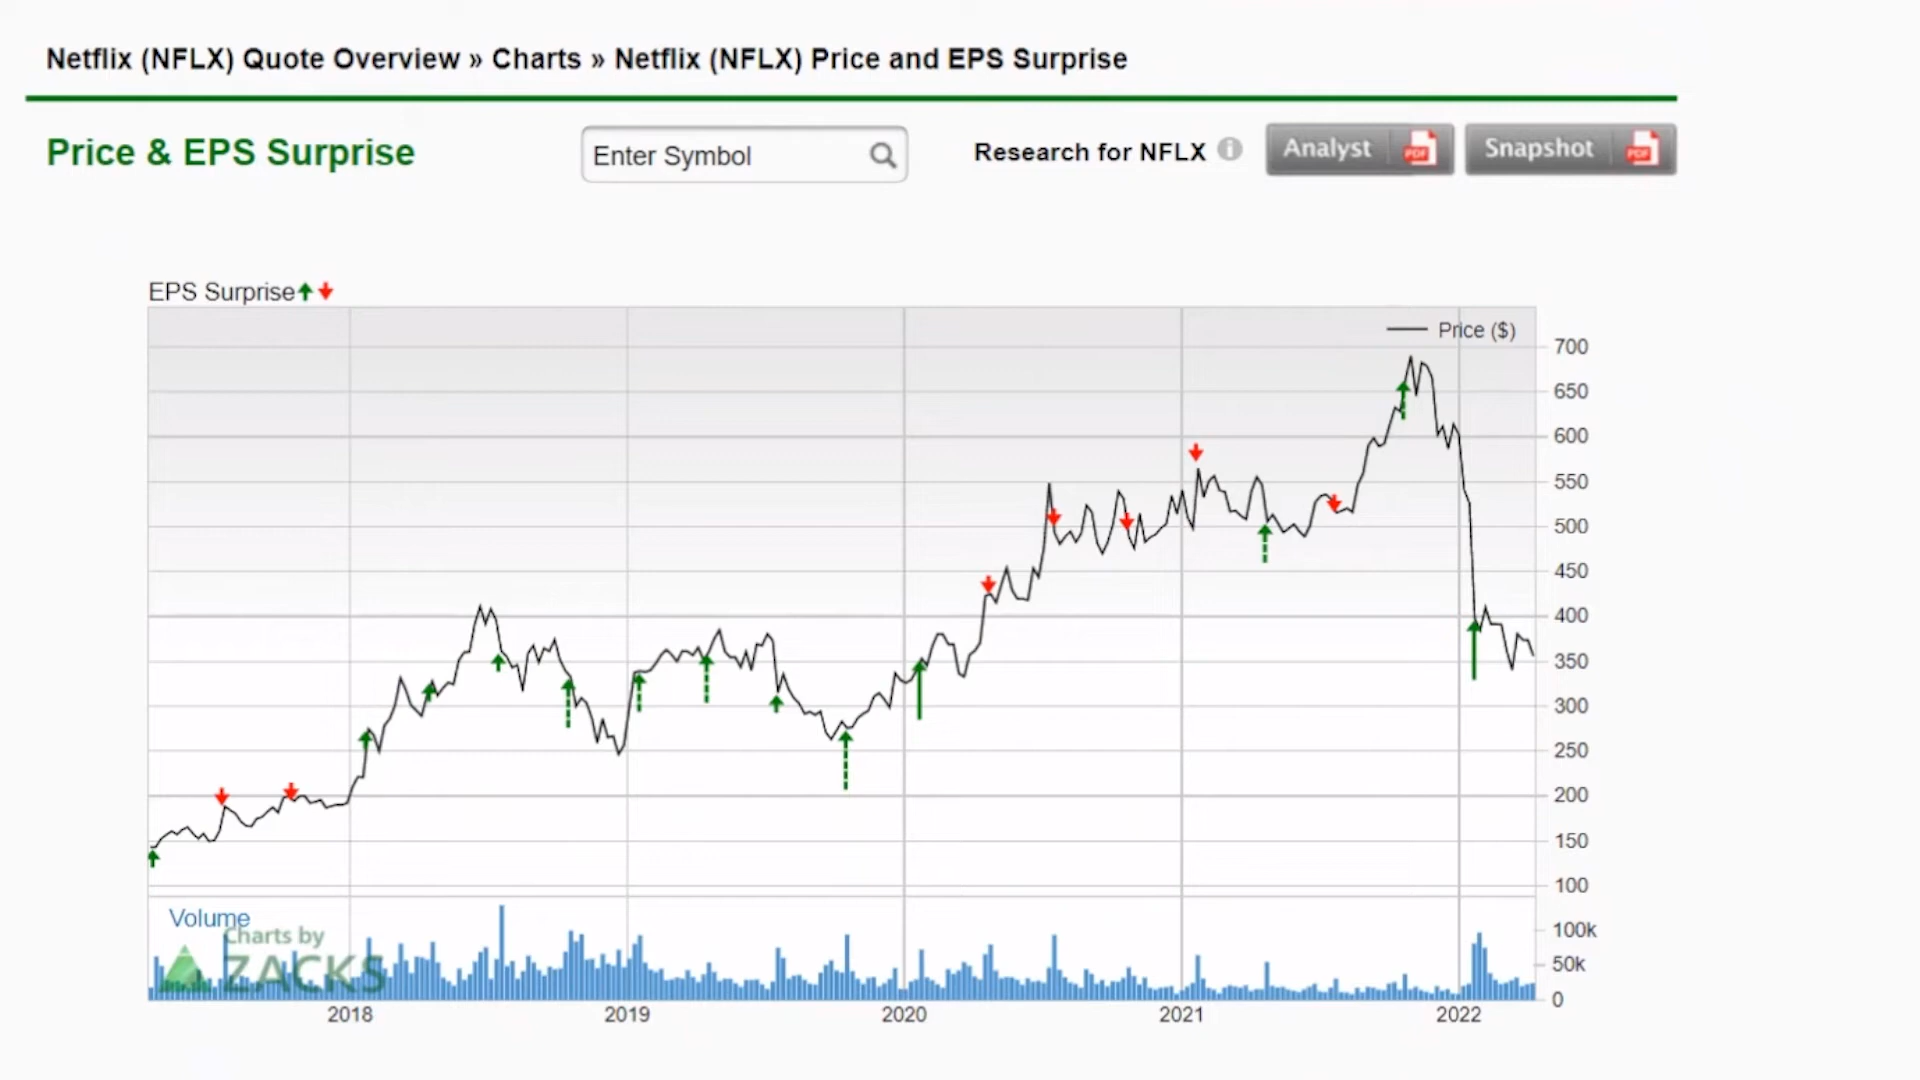 Netflix (NFLX) Quote Overview » Charts » Netflix (NFLX) Price and EPS Surprise
Price & EPS Surprise
Enter Symbol
Research for NFLX
i
Analyst
PDF
Snapshot
PDF
EPS Surprise
Price ($)
700
650
600
550
500
450
400
350
300
250
200
150
100
Volume
Charts by
ZACKS
100k
50k
0
2018
2019
2020
2021
2022